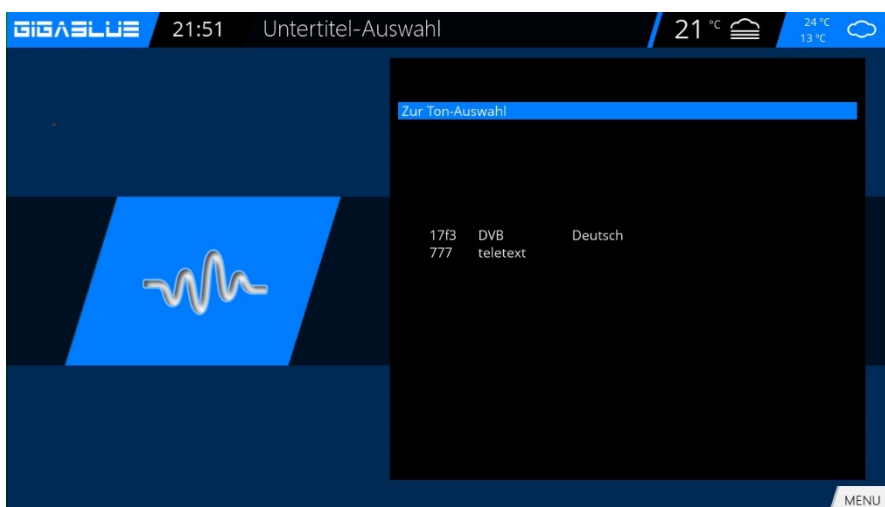 GIGABLUE 21:51 Untertitel-Auswahl 21 °C 24 °C
13 °C
Zur Ton-Auswahl
17f3 DVB Deutsch
777 teletext
MENU